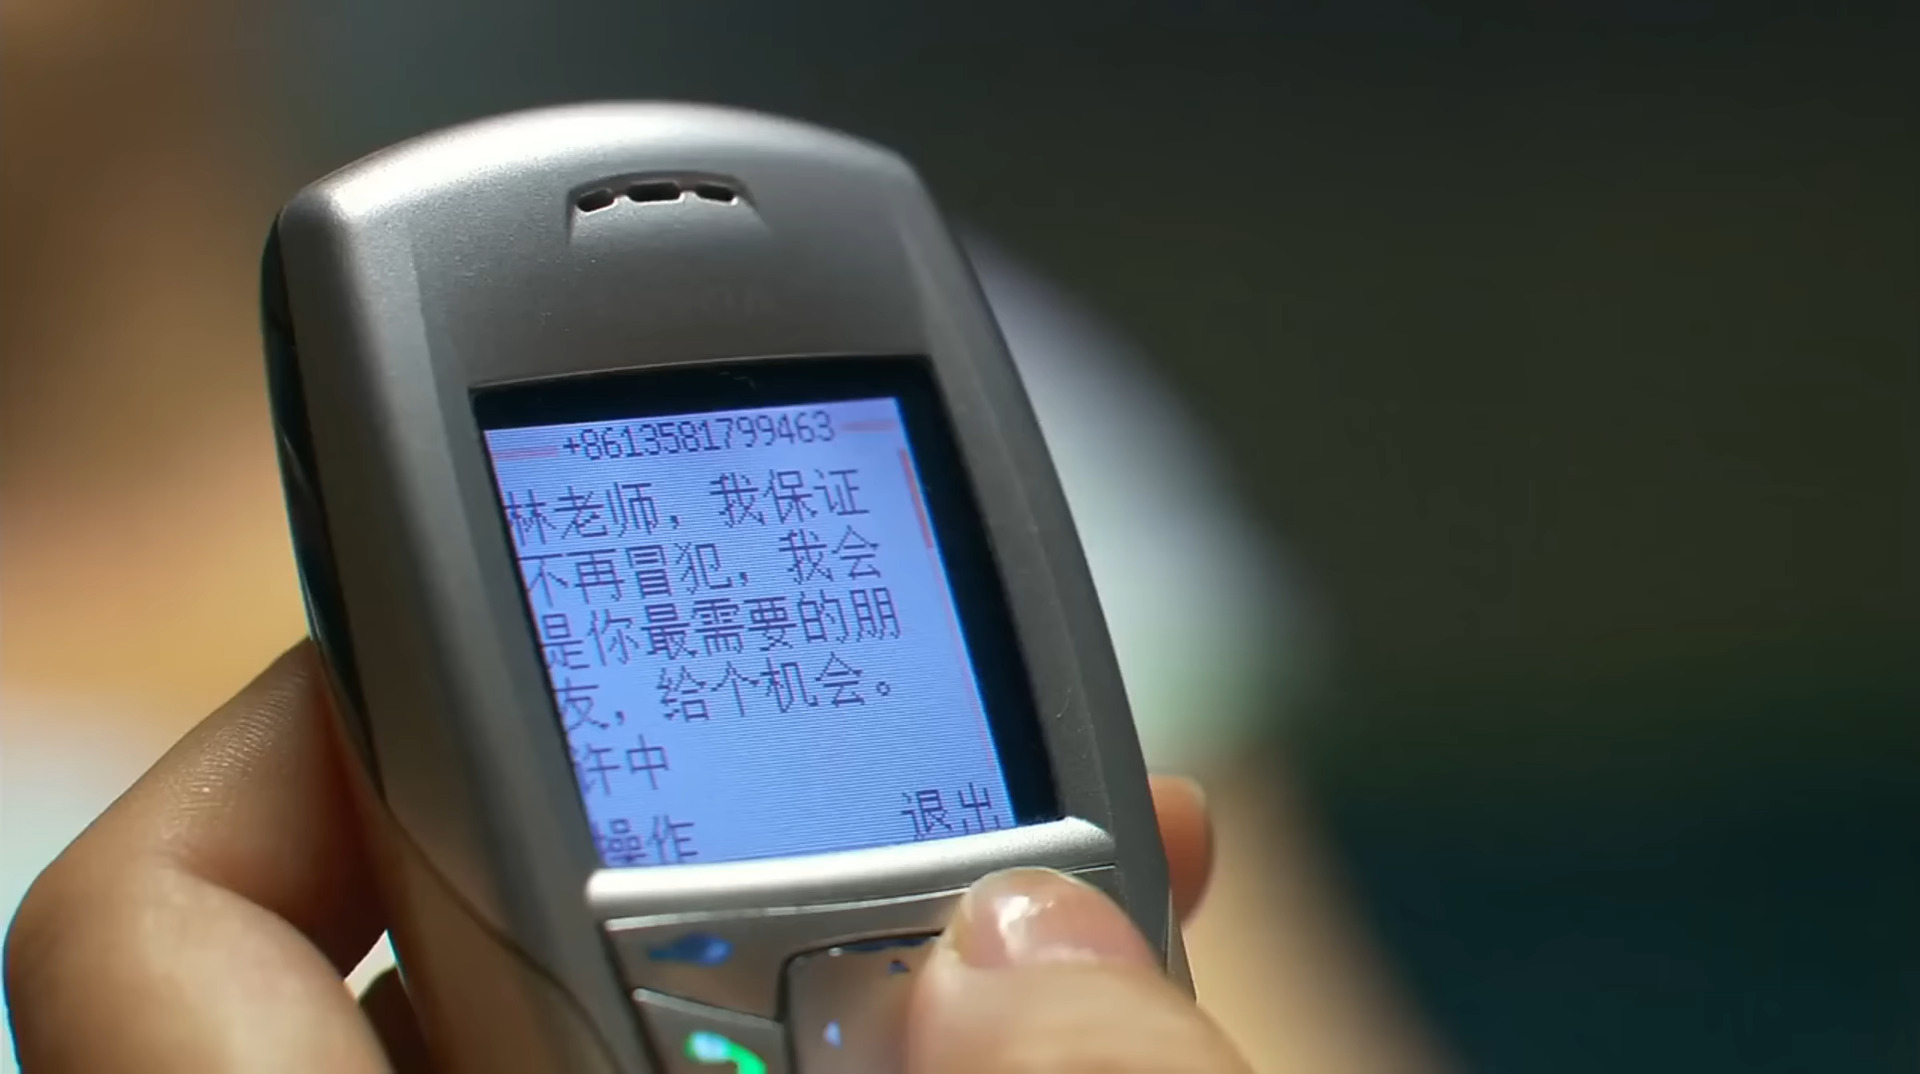 +8613581799463
林老师，我保证
不再冒犯，我会
是你最需要的朋
友，给个机会。
许中
操作 退出